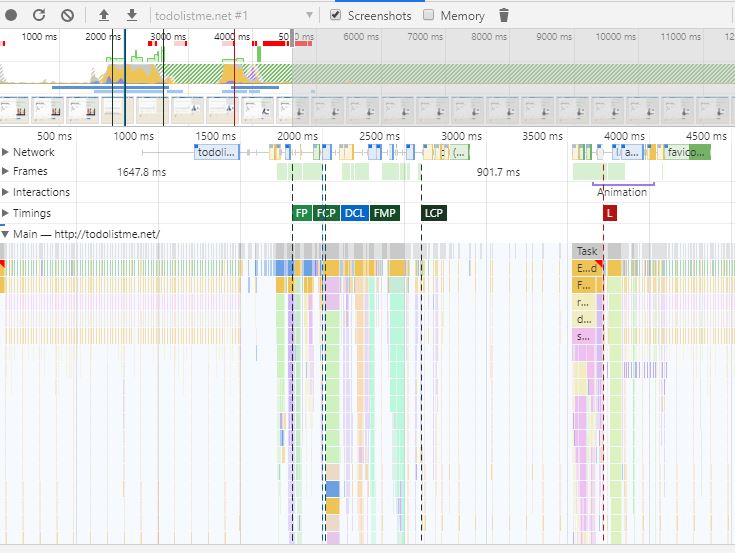 todolistme.net #1 Screenshots Memory
1000 ms 2000 ms 3000 ms 4000 ms 50 ms 6000 ms 7000 ms 8000 ms 9000 ms 10000 ms 11000 ms 12000 ms
500 ms 1000 ms 1500 ms 2000 ms 2500 ms 3000 ms 3500 ms 4000 ms 4500 ms
Network todoli... (... a... favico...
Frames 1647.8 ms 901.7 ms
Interactions Animation
Timings FP FCP DCL FMP LCP L
Main — http://todolistme.net/
Task
E...d
F...
r...
d...
s...